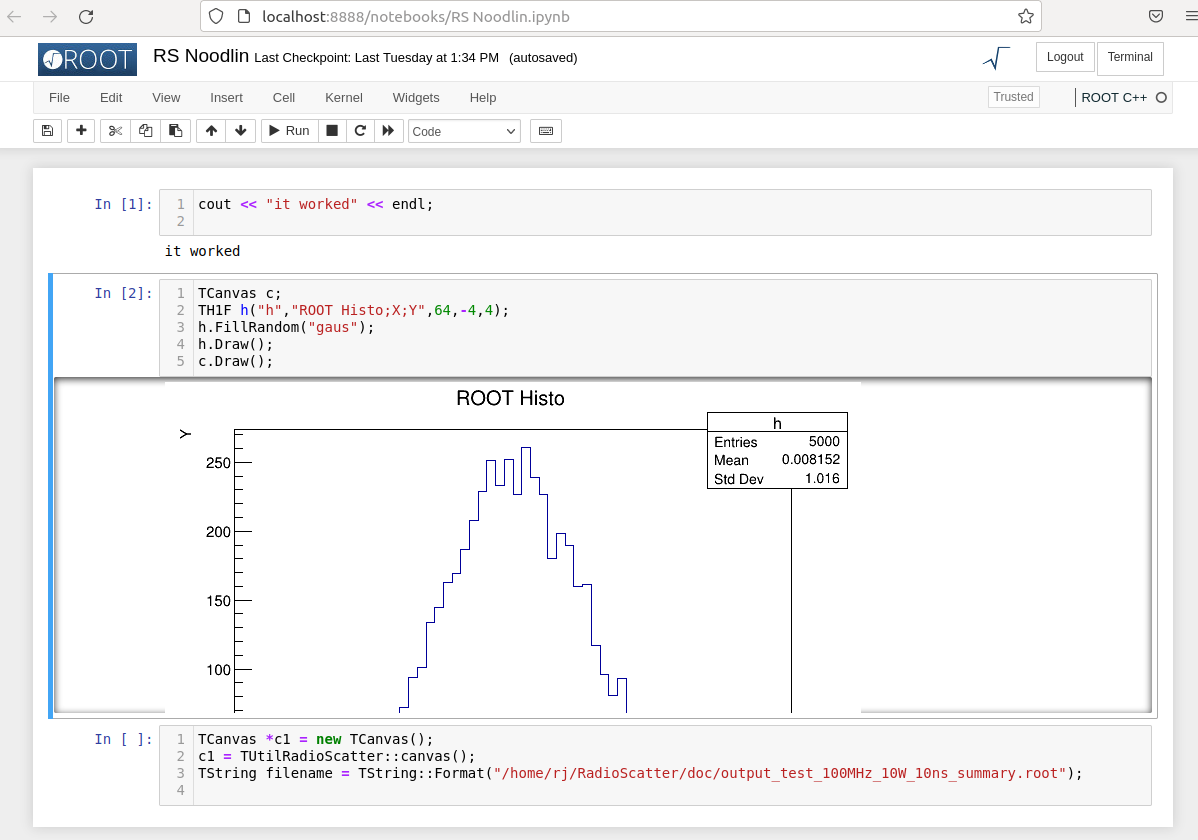 localhost:8888/notebooks/RS Noodlin.ipynb
ROOT RS Noodlin Last Checkpoint: Last Tuesday at 1:34 PM (autosaved) Logout Terminal
File Edit View Insert Cell Kernel Widgets Help Trusted ROOT C++
Run Code
In [1]: 1 cout << "it worked" << endl;
2
it worked
In [2]: 1 TCanvas c;
2 TH1F h("h","ROOT Histo;X;Y",64,-4,4);
3 h.FillRandom("gaus");
4 h.Draw();
5 c.Draw();
ROOT Histo
h
Y
Entries 5000
Mean 0.008152
Std Dev 1.016
250
200
150
100
In [ ]: 1 TCanvas *c1 = new TCanvas();
2 c1 = TUtilRadioScatter::canvas();
3 TString filename = TString::Format("/home/rj/RadioScatter/doc/output_test_100MHz_10W_10ns_summary.root");
4